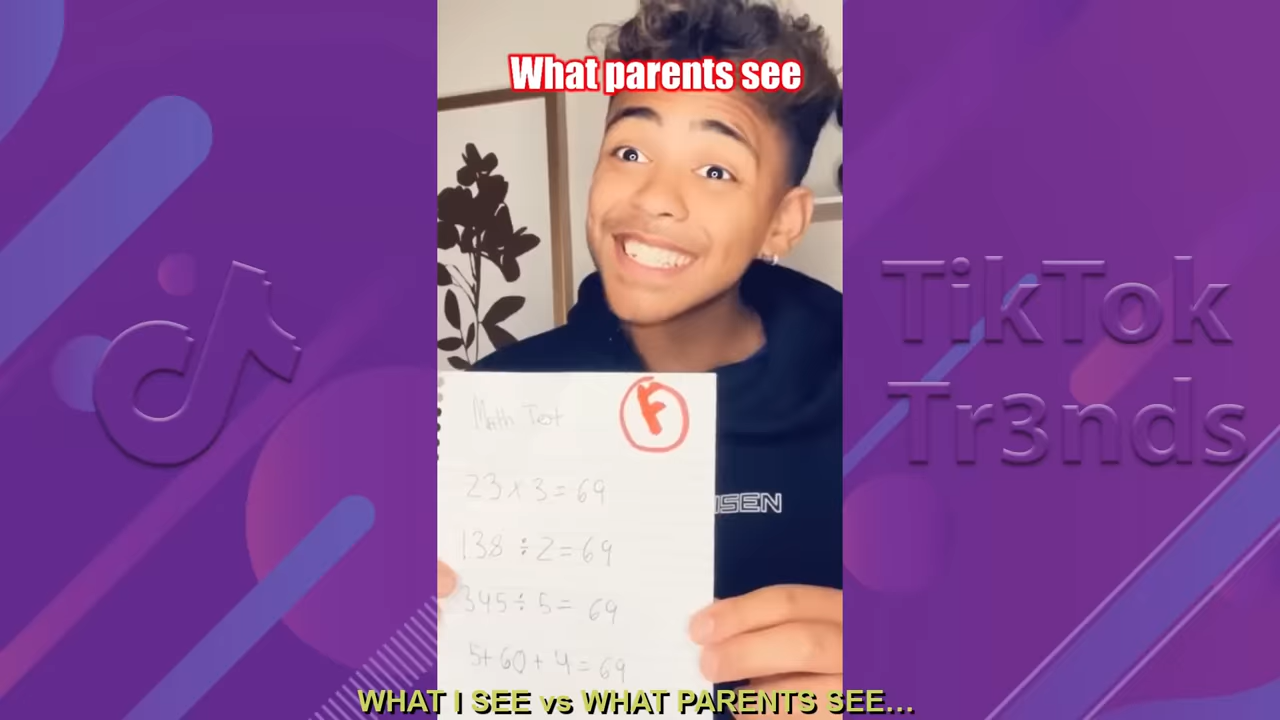 What parents see
Math Test
F
23 x 3 = 69
138 ÷ 2 = 69
345 ÷ 5 = 69
5+ 60 + 4 = 69
TikTok
Tr3nds
WHAT I SEE vs WHAT PARENTS SEE...